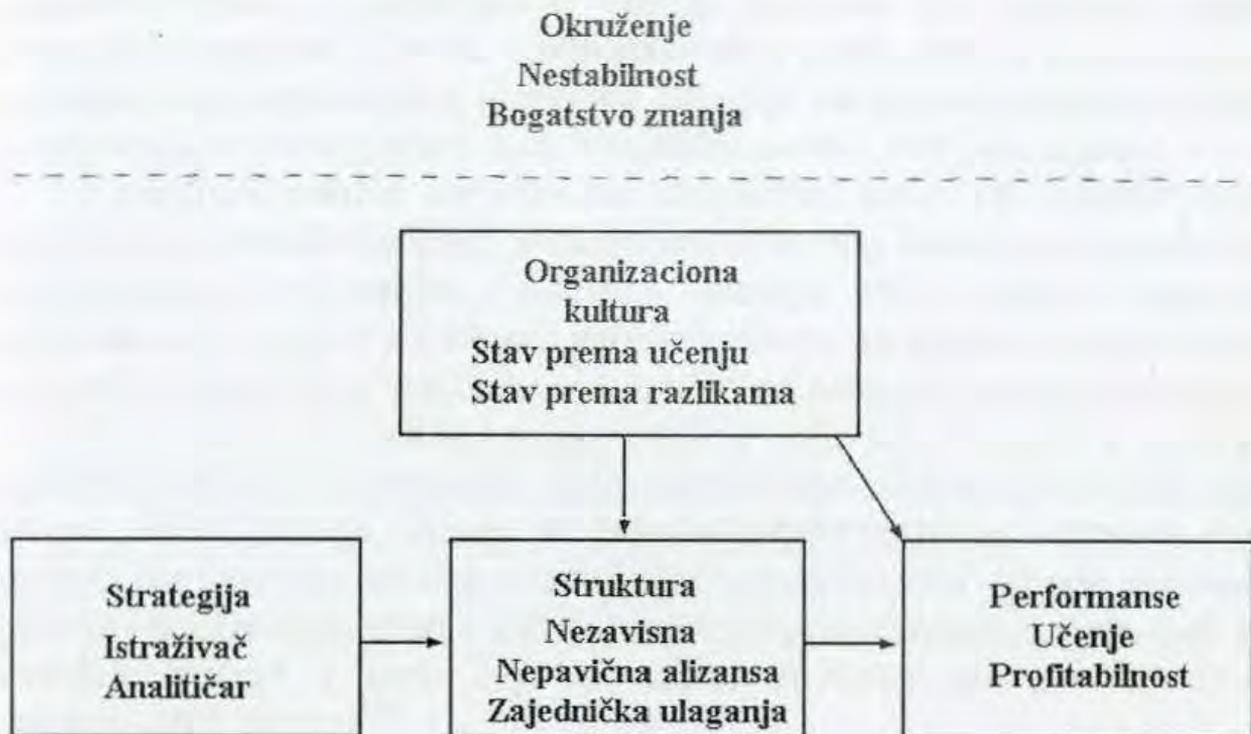 Okruženje
Nestabilnost
Bogatstvo znanja
Organizaciona
kultura
Stav prema učenju
Stav prema razlikama
Strategija
Istraživač
Analitičar
Struktura
Nezavisna
Nepavična alizansa
Zajednička ulaganja
Performanse
Učenje
Profitabilnost